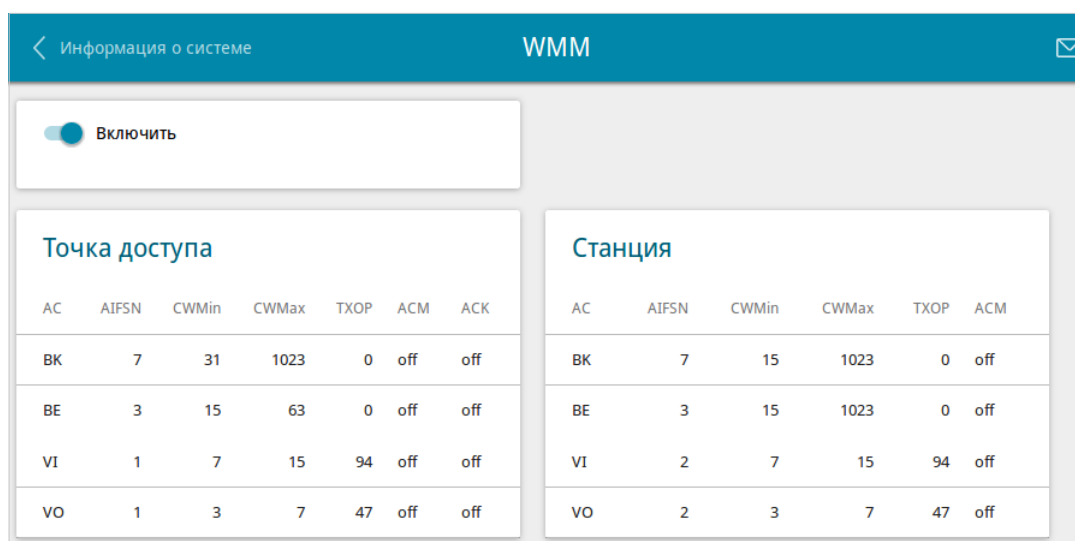 Информация о системе WMM
Включить
Точка доступа
AC AIFSN CWMin CWMax TXOP ACM ACK
BK 7 31 1023 0 off off
BE 3 15 63 0 off off
VI 1 7 15 94 off off
VO 1 3 7 47 off off
Станция
AC AIFSN CWMin CWMax TXOP ACM
BK 7 15 1023 0 off
BE 3 15 1023 0 off
VI 2 7 15 94 off
VO 2 3 7 47 off